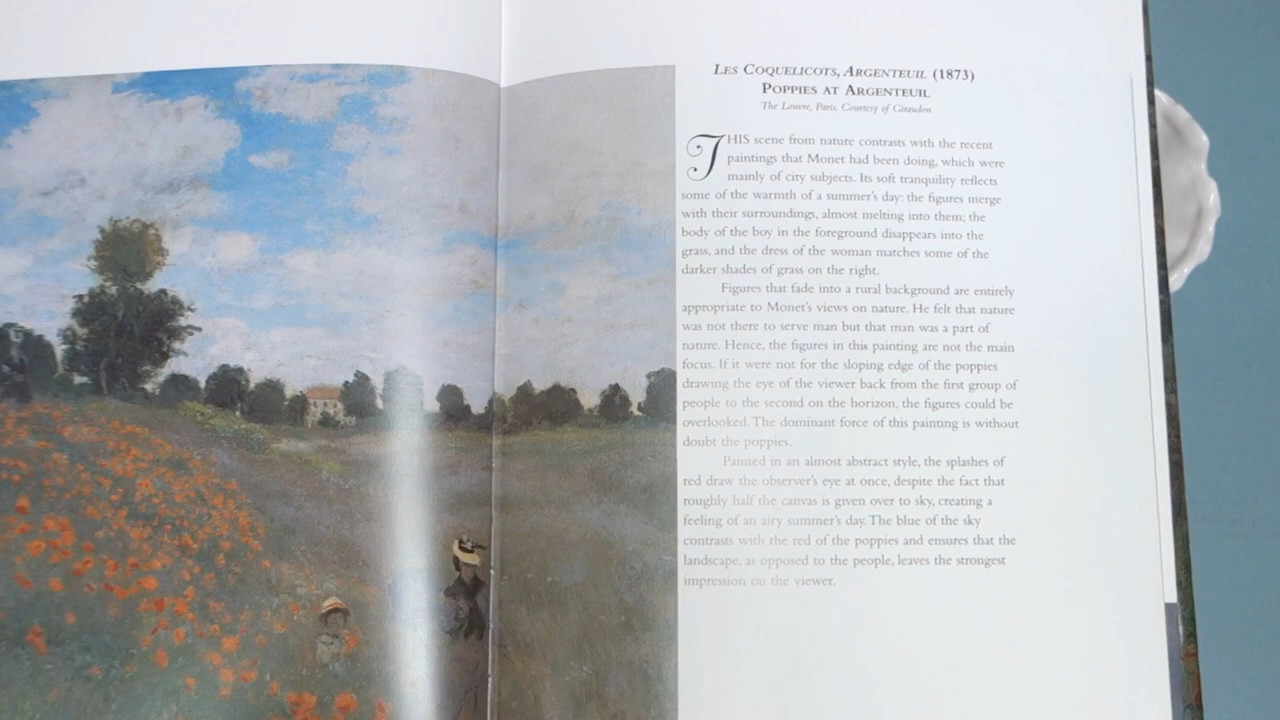 LES COQUELICOTS, ARGENTEUIL (1873)
POPPIES AT ARGENTEUIL
The Louvre, Paris. Courtesy of Giraudon
THIS scene from nature contrasts with the recent
paintings that Monet had been doing, which were
mainly of city subjects. Its soft tranquility reflects
some of the warmth of a summer's day: the figures merge
with their surroundings, almost melting into them; the
body of the boy in the foreground disappears into the
grass, and the dress of the woman matches some of the
darker shades of grass on the right.
Figures that fade into a rural background are entirely
appropriate to Monet's views on nature. He felt that nature
was not there to serve man but that man was a part of
nature. Hence, the figures in this painting are not the main
focus. If it were not for the sloping edge of the poppies
drawing the eye of the viewer back from the first group of
people to the second on the horizon, the figures could be
overlooked. The dominant force of this painting is without
doubt the poppies.
Painted in an almost abstract style, the splashes of
red draw the observer's eye at once, despite the fact that
roughly half the canvas is given over to sky, creating a
feeling of an airy summer's day. The blue of the sky
contrasts with the red of the poppies and ensures that the
landscape, as opposed to the people, leaves the strongest
impression on the viewer.